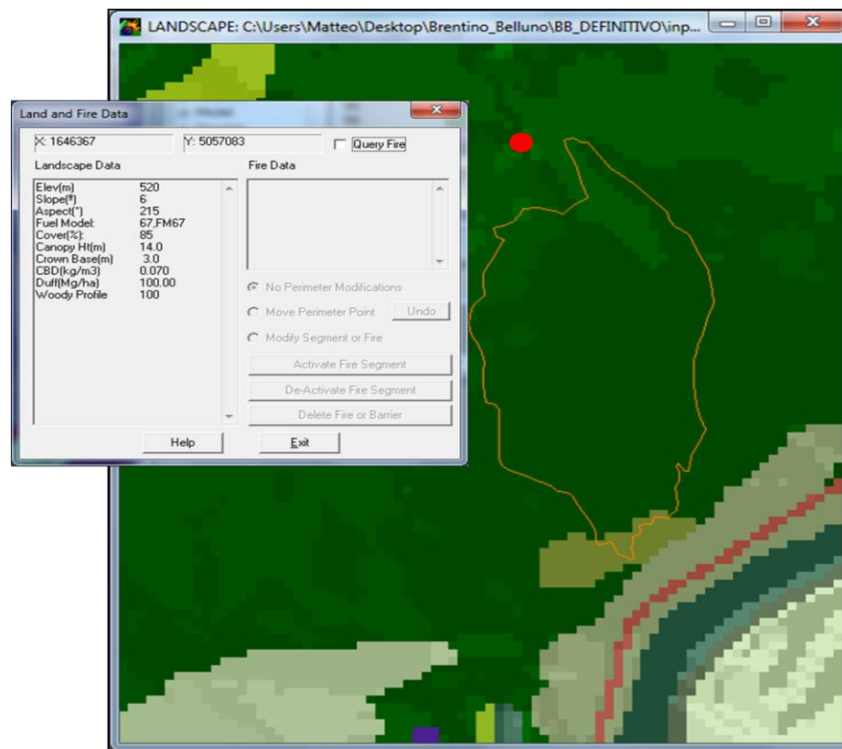 LANDSCAPE: C:\Users\Matteo\Desktop\Brentino_Belluno\BB_DEFINITIVO\inp...
Land and Fire Data
X: 1646367 Y: 5057083 Query Fire
Landscape Data Fire Data
Elev(m) 520
Slope(º) 6
Aspect(º) 215
Fuel Model: 67,FM67
Cover(%): 85
Canopy Ht(m) 14.0
Crown Base(m) 3.0
CBD(kg/m3) 0.070
Duff(Mg/ha) 100.00
Woody Profile 100
No Perimeter Modifications
Move Perimeter Point Undo
Modify Segment or Fire
Activate Fire Segment
De-Activate Fire Segment
Delete Fire or Barrier
Help Exit